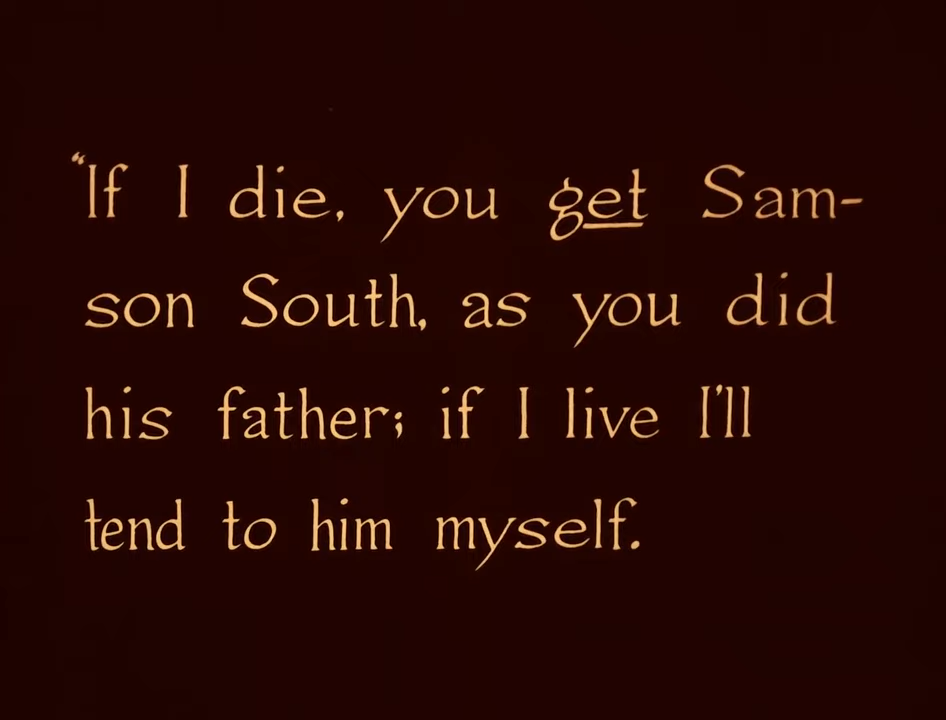 “If I die, you get Sam-
son South, as you did
his father; if I live I'll
tend to him myself.